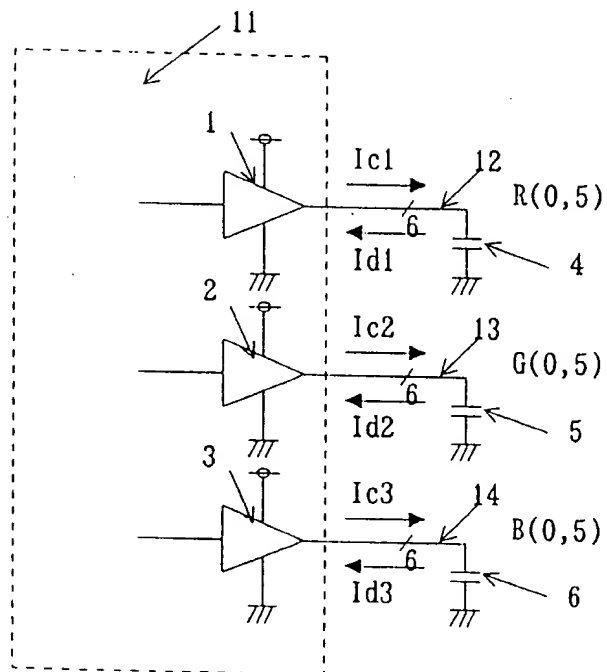 11
1
Ic1
12
R(0,5)
6
Id1
4
2
Ic2
13
G(0,5)
6
Id2
5
3
Ic3
14
B(0,5)
6
Id3
6